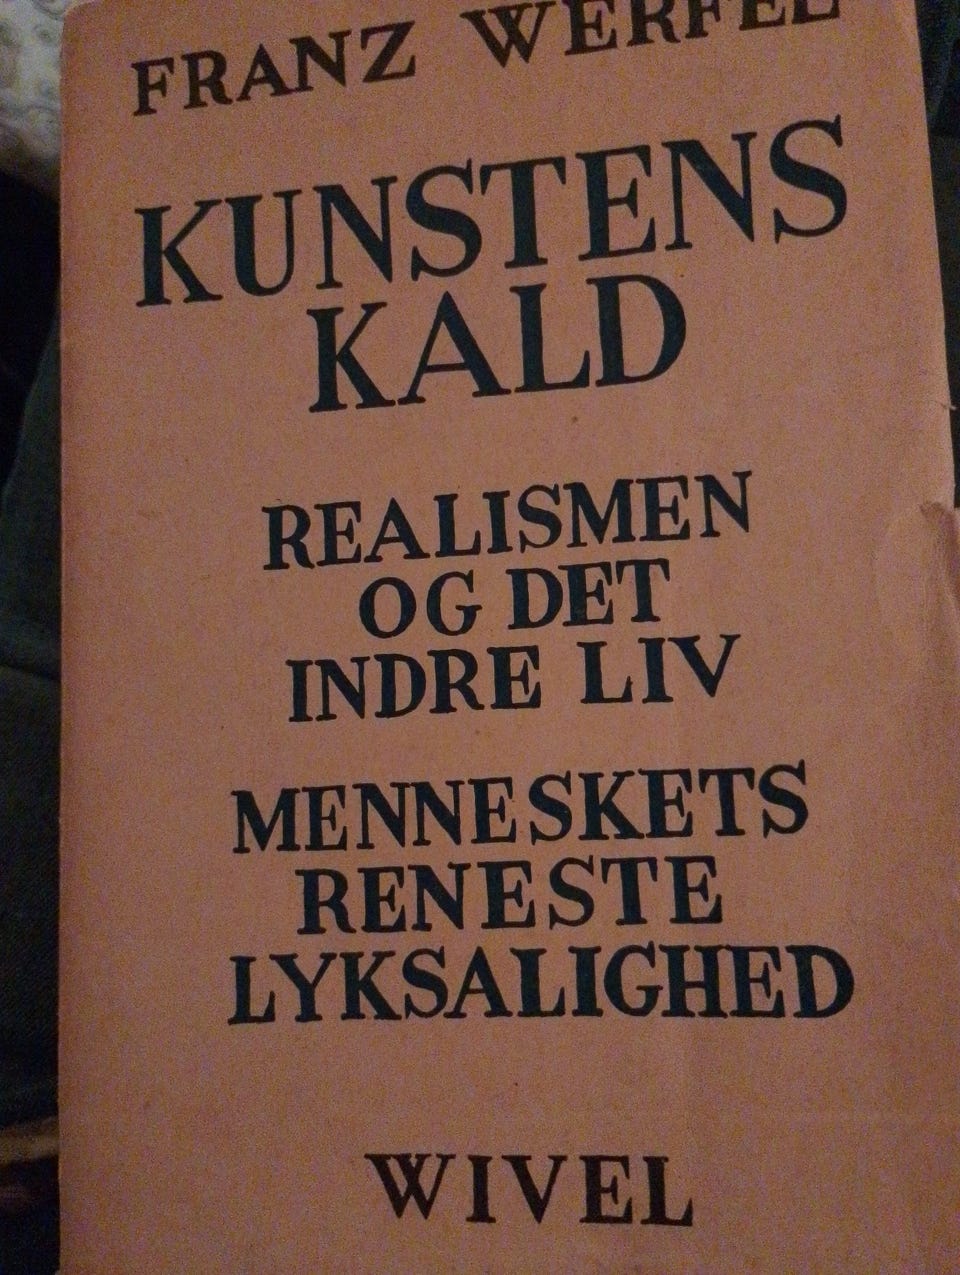 FRANZ WERFEL
KUNSTENS
KALD
REALISMEN
OG DET
INDRE LIV
MENNESKETS
RENESTE
LYKSALIGHED
WIVEL